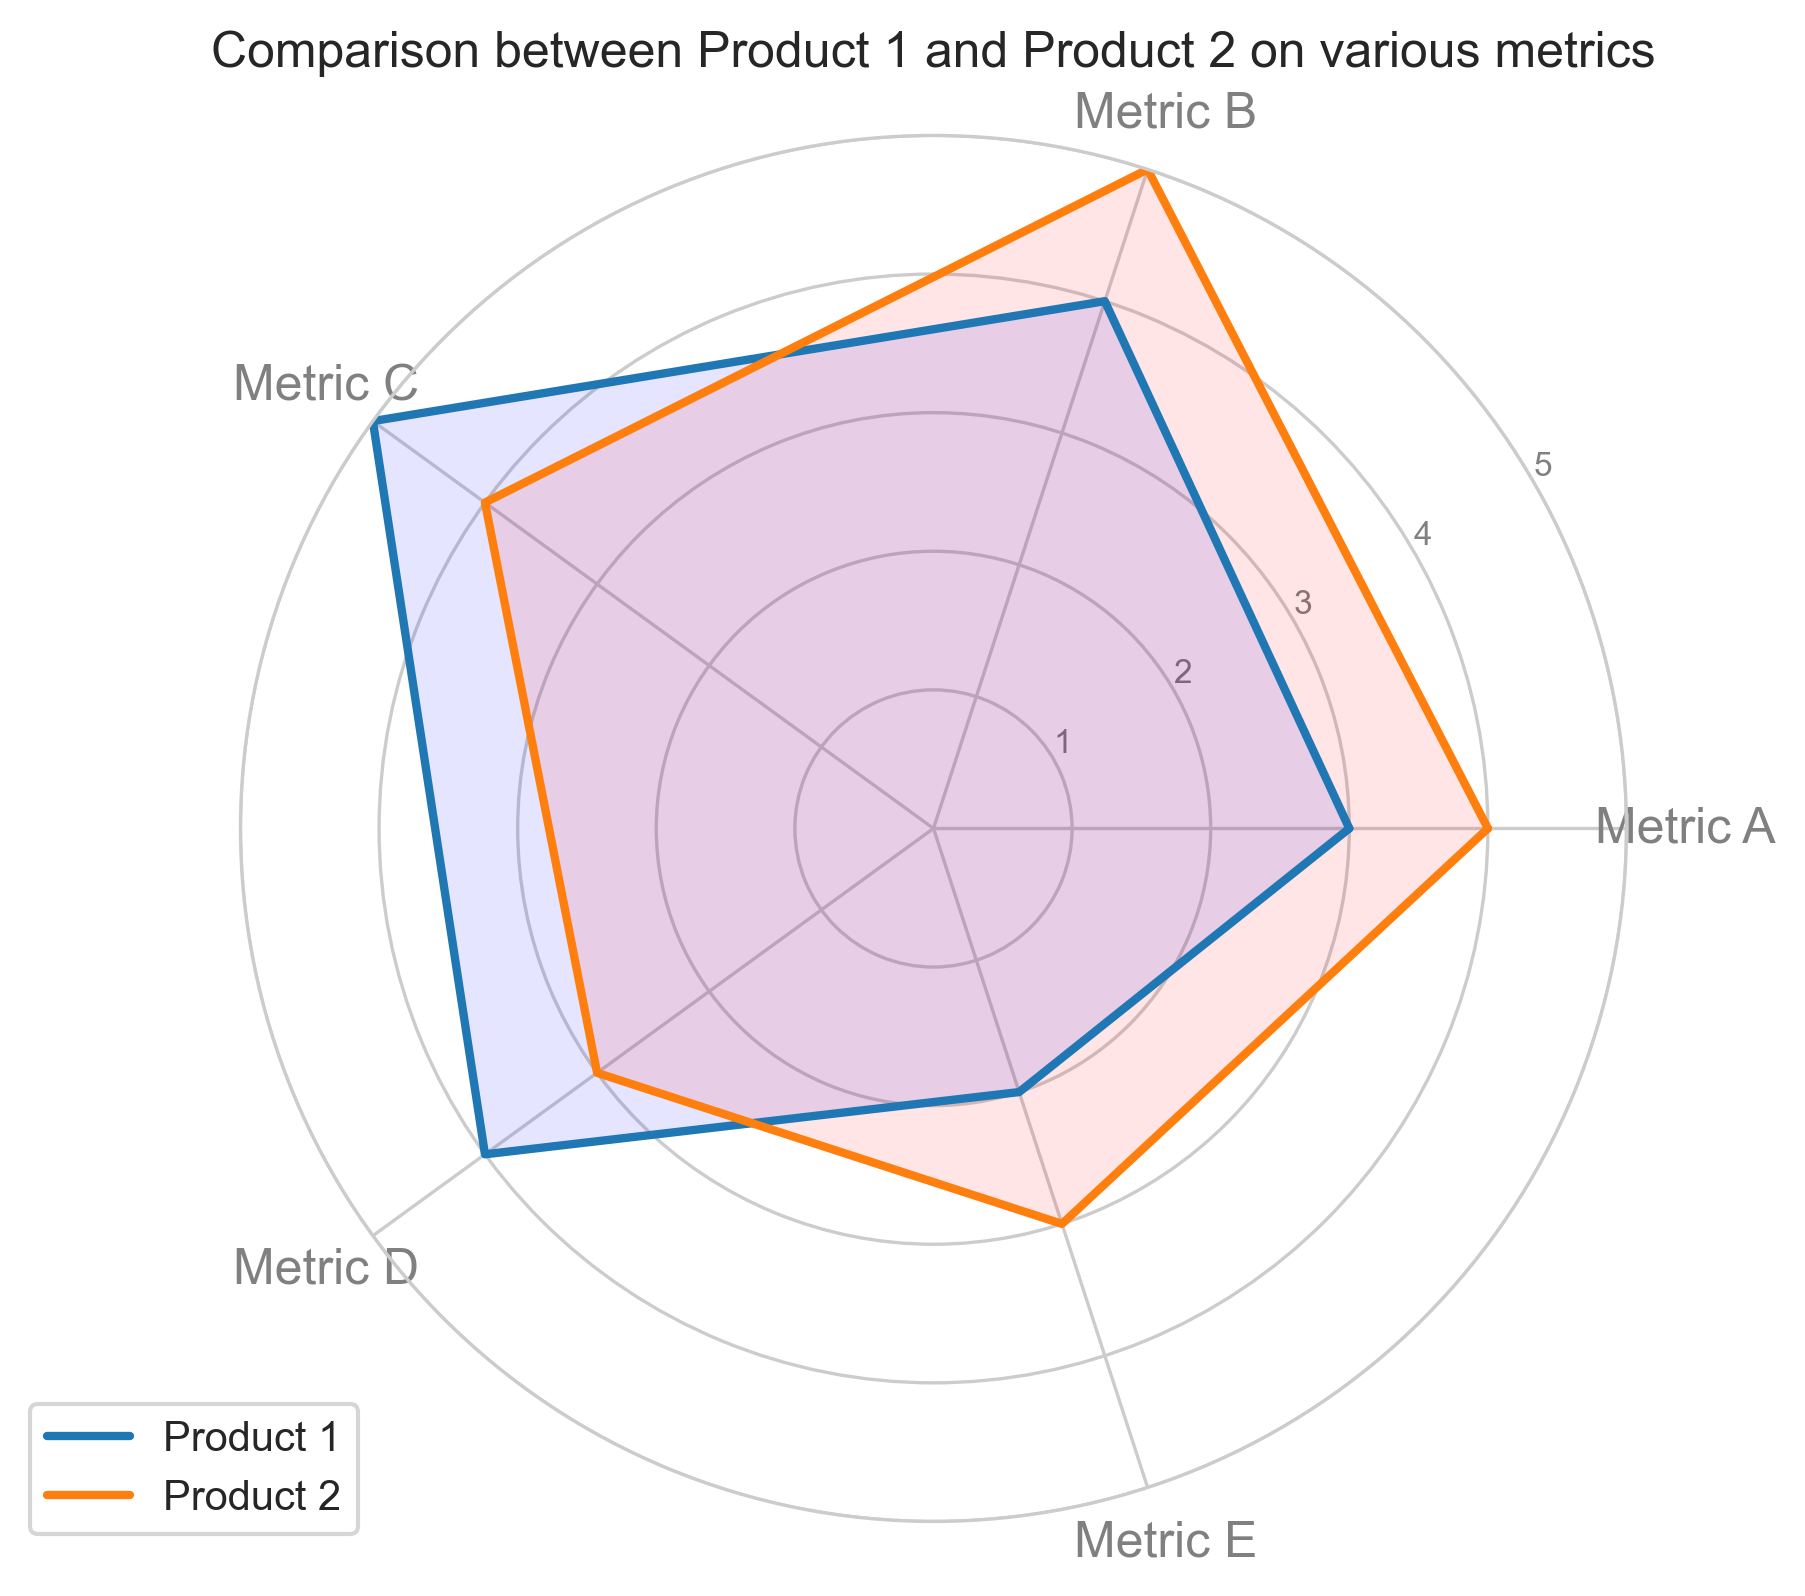 Comparison between Product 1 and Product 2 on various metrics
Metric B
Metric C
5
4
3
2
1
Metric A
Metric D
Metric E
Product 1
Product 2